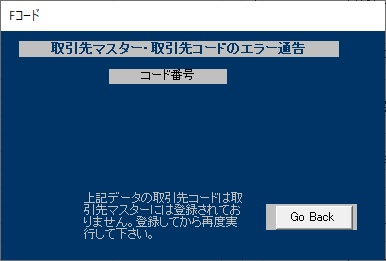 Fコード
取引先マスター・取引先コードのエラー通告
コード番号
上記データの取引先コードは取
引先マスターには登録されてお
りません。登録してから再度実
行して下さい。
Go Back